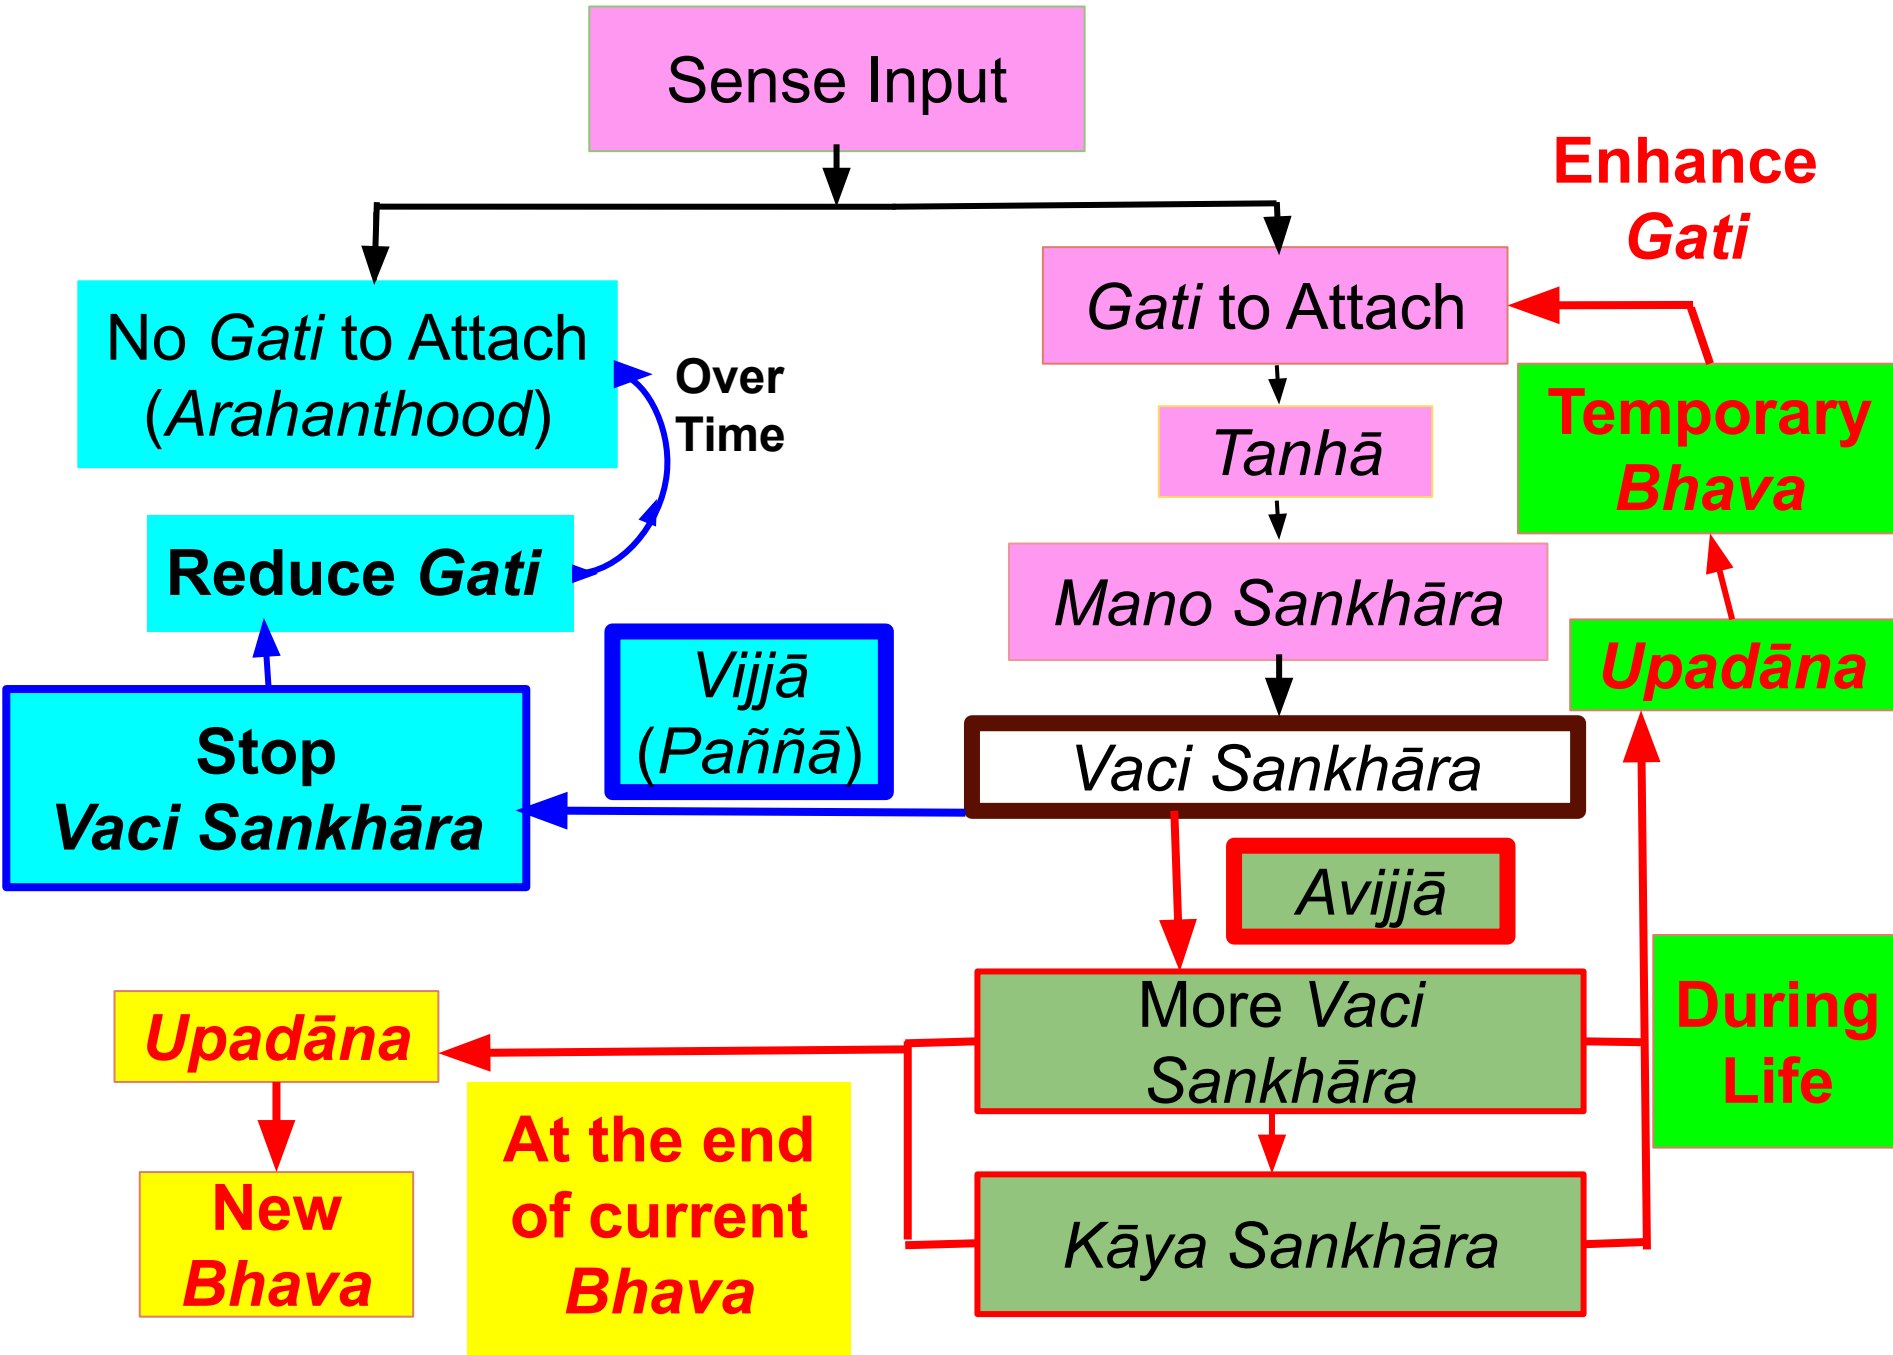 Sense Input
Enhance
Gati
No Gati to Attach
(Arahanthood)
Over
Time
Gati to Attach
Temporary
Bhava
Tanhā
Reduce Gati
Mano Sankhāra
Upadāna
Vijjā
(Paññā)
Stop
Vaci Sankhāra
Vaci Sankhāra
Avijjā
More Vaci
Sankhāra
During
Life
Upadāna
At the end
of current
Bhava
New
Bhava
Kāya Sankhāra